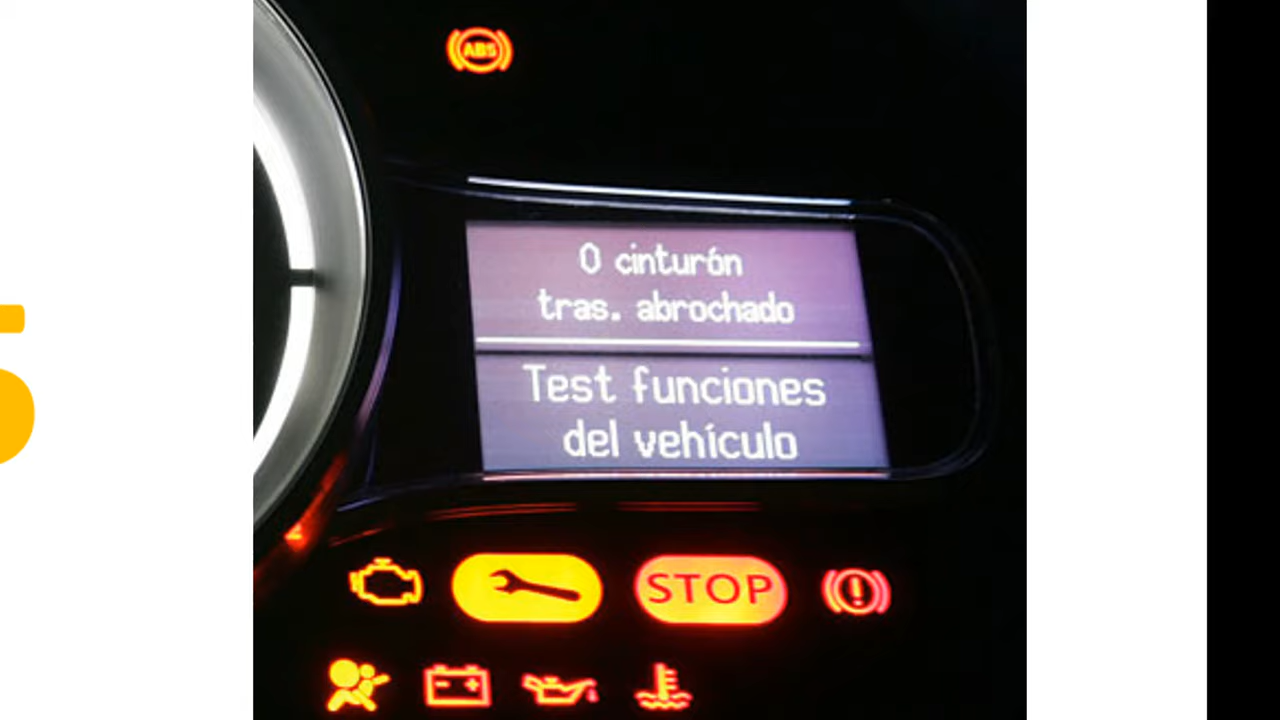 ABS
0 cinturón
tras. abrochado
Test funciones
del vehículo
STOP